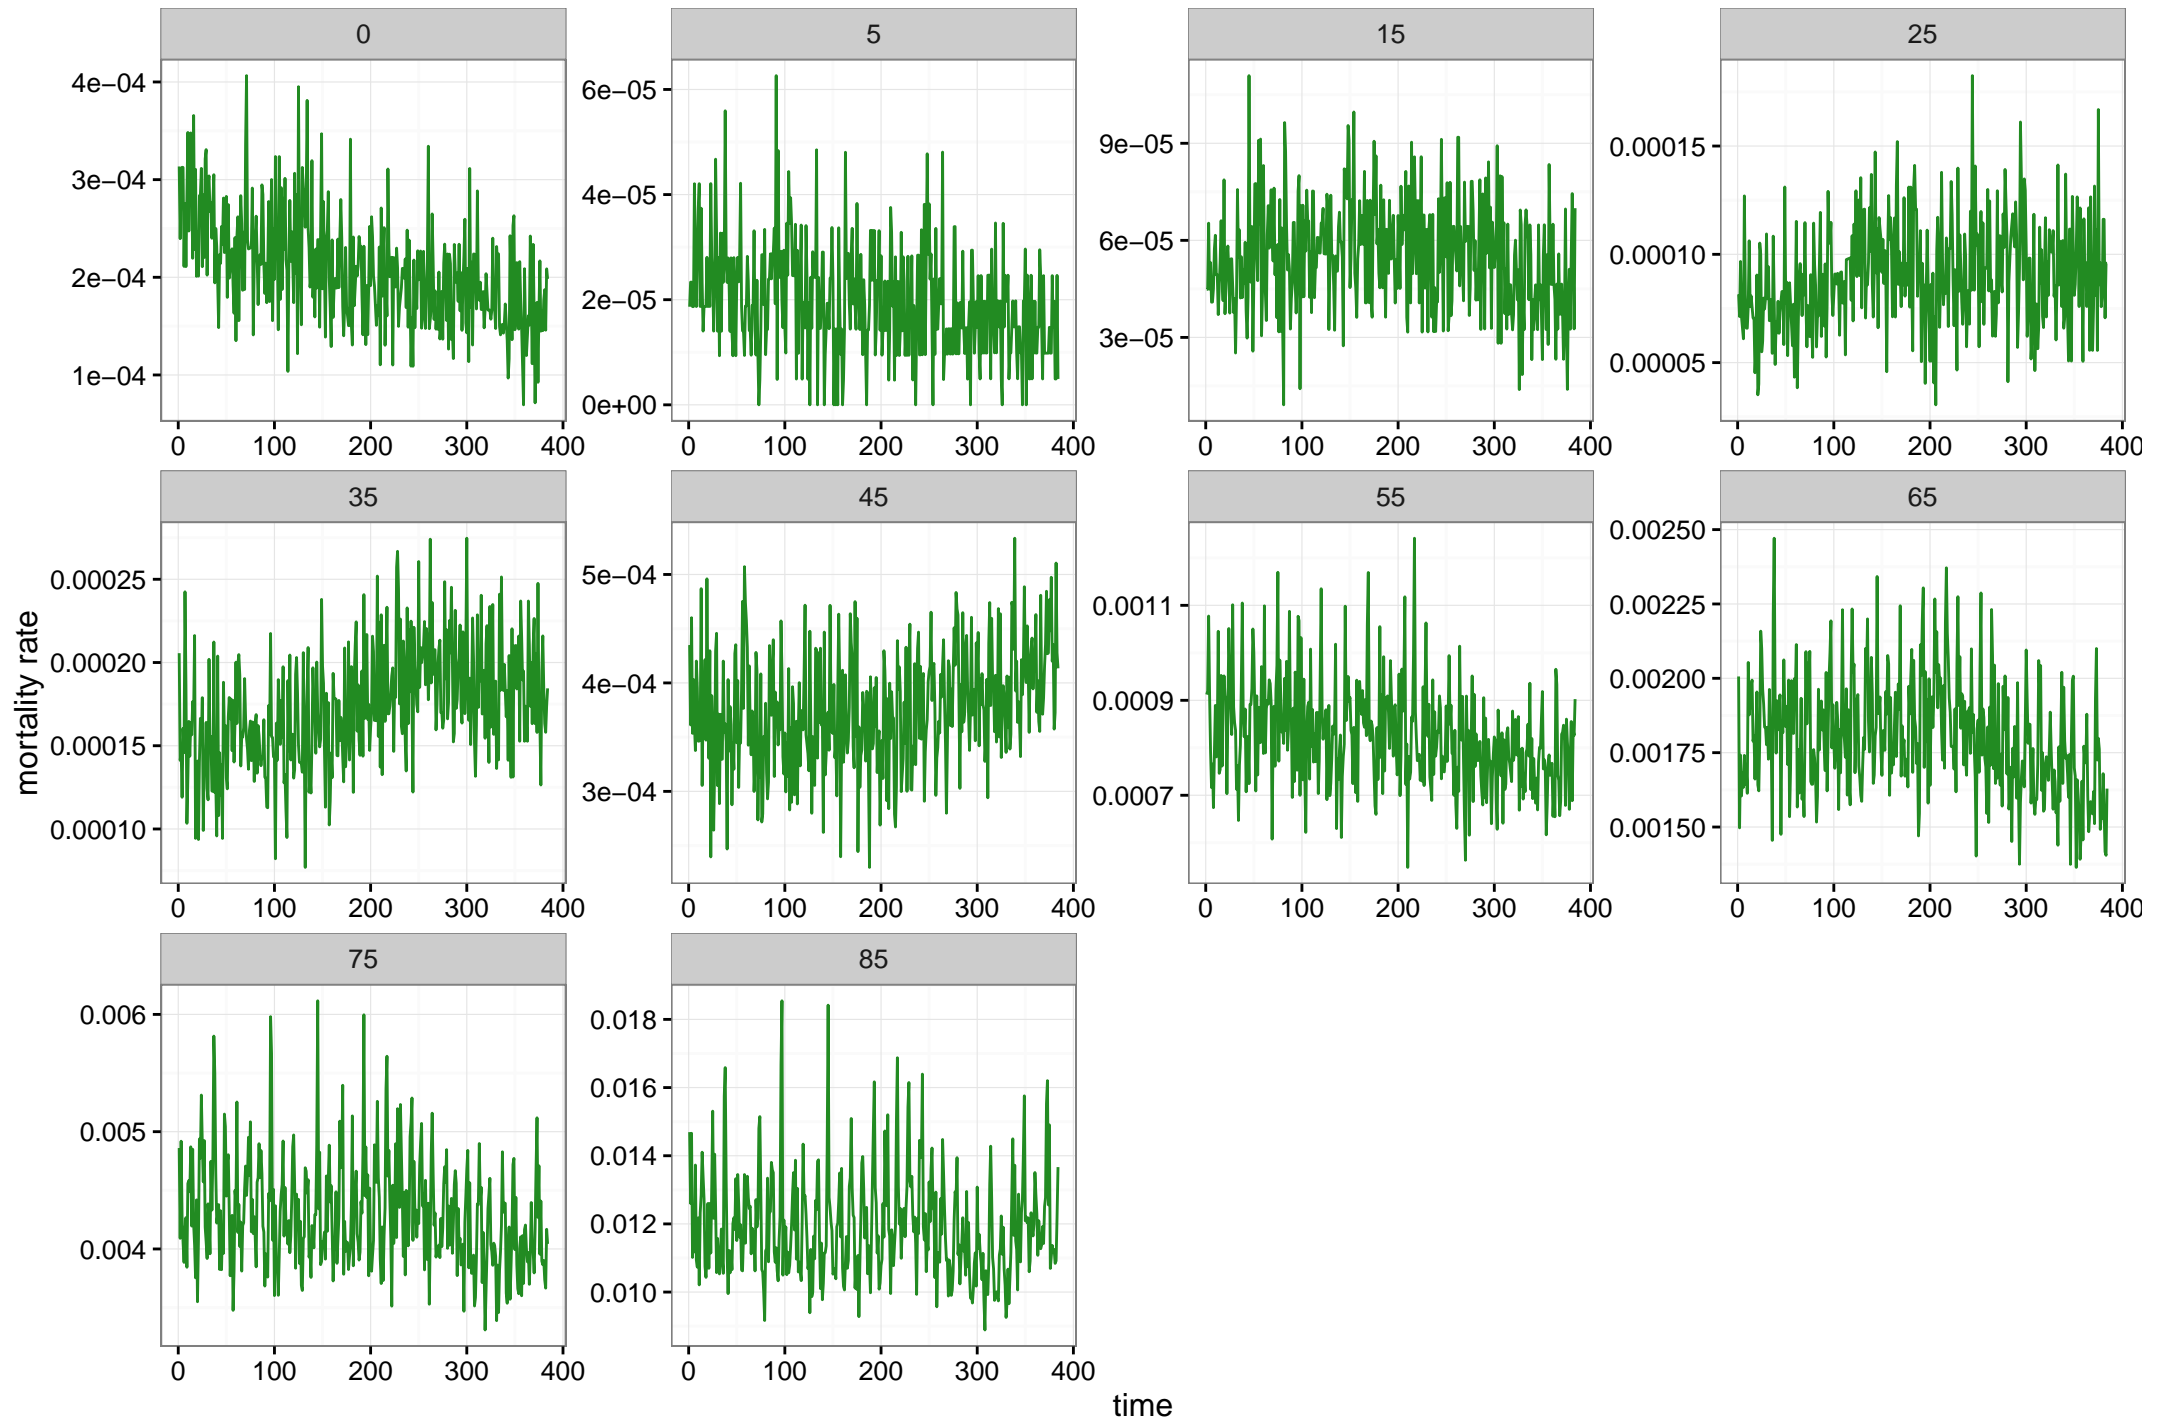 0 5 15 25
4e−04
3e−04
2e−04
1e−04
6e−05
4e−05
2e−05
0e+00
9e−05
6e−05
3e−05
0.00015
0.00010
0.00005
0 100 200 300 400 0 100 200 300 400 0 100 200 300 400 0 100 200 300 400
35 45 55 65
mortality rate
0.00025
0.00020
0.00015
0.00010
5e−04
4e−04
3e−04
0.0011
0.0009
0.0007
0.00250
0.00225
0.00200
0.00175
0.00150
0 100 200 300 400 0 100 200 300 400 0 100 200 300 400 0 100 200 300 400
75 85
0.006
0.005
0.004
0.018
0.016
0.014
0.012
0.010
0 100 200 300 400 0 100 200 300 400
time